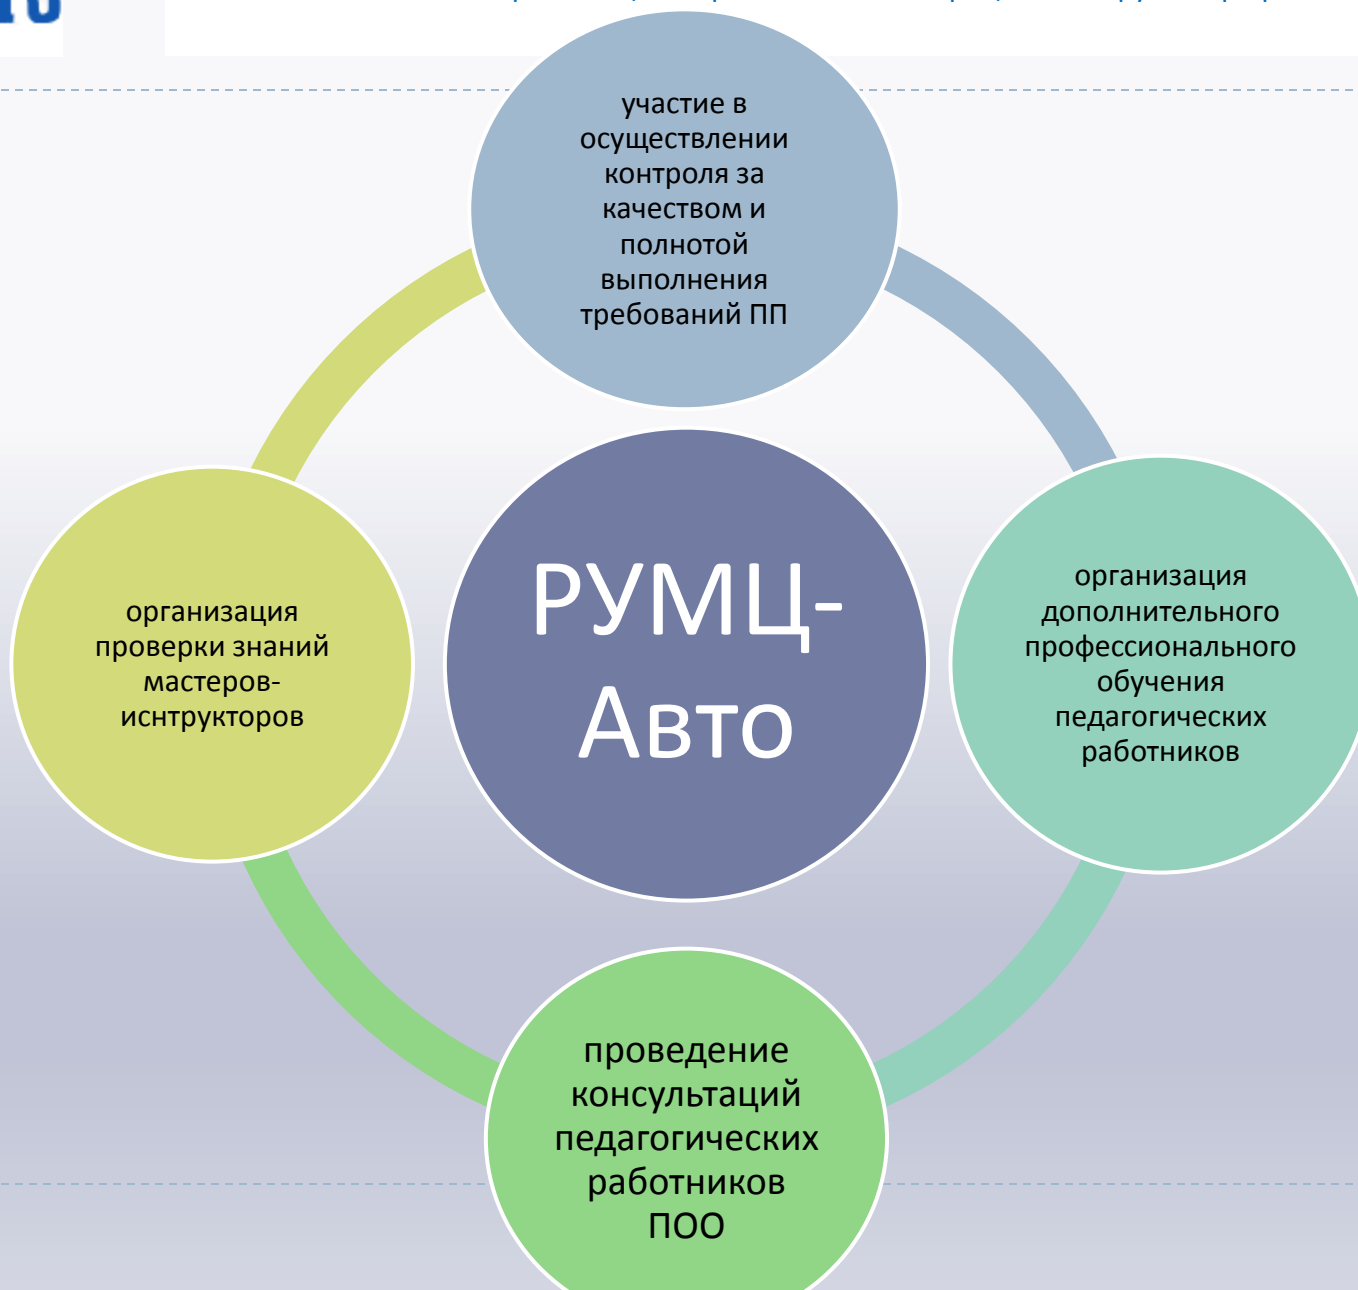 участие в
осуществлении
контроля за
качеством и
полнотой
выполнения
требований ПП
РУМЦ-
Авто
организация
дополнительного
профессионального
обучения
педагогических
работников
проведение
консультаций
педагогических
работников
ПОО
организация
проверки знаний
мастеров-
иснтрукторов